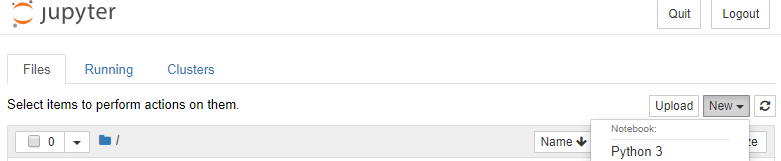 jupyter
Quit
Logout
Files
Running
Clusters
Select items to perform actions on them.
Upload
New
0
/
Name
Notebook:
Python 3